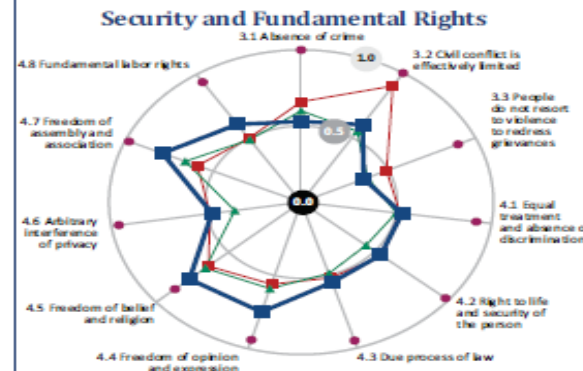 Security and Fundamental Rights
3.1 Absence of crime
1.0
3.2 Civil conflict is
effectively limited
4.8 Fundamental labor rights
3.3 People
do not resort
to violence
to redress
grievances
4.7 Freedom of
assembly and
association
0.5
0.0
4.1 Equal
treatment
and absence of
discrimination
4.6 Arbitrary
interference
of privacy
4.2 Right to life
and security of
the person
4.5 Freedom of belief
and religion
4.4 Freedom of opinion
and expression
4.3 Due process of law